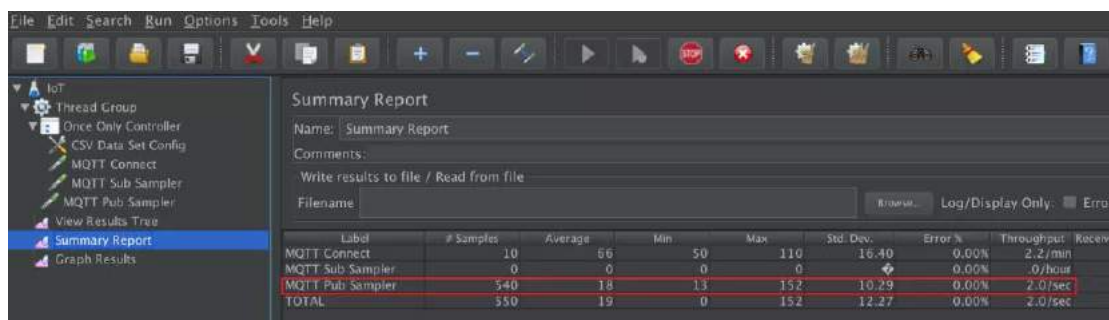 File Edit Search Run Options Tools Help
STOP
IoT
Thread Group
Once Only Controller
CSV Data Set Config
MQTT Connect
MQTT Sub Sampler
MQTT Pub Sampler
View Results Tree
Summary Report
Graph Results
Summary Report
Name: Summary Report
Comments:
Write results to file / Read from file
Filename Browse... Log/Display Only: Erro
Label # Samples Average Min Max Std. Dev. Error % Throughput Receiv
MQTT Connect 10 66 50 110 16.40 0.00% 2.2/min
MQTT Sub Sampler 0 0 0 0 � 0.00% .0/hour
MQTT Pub Sampler 540 18 13 152 10.29 0.00% 2.0/sec
TOTAL 550 19 0 152 12.27 0.00% 2.0/sec